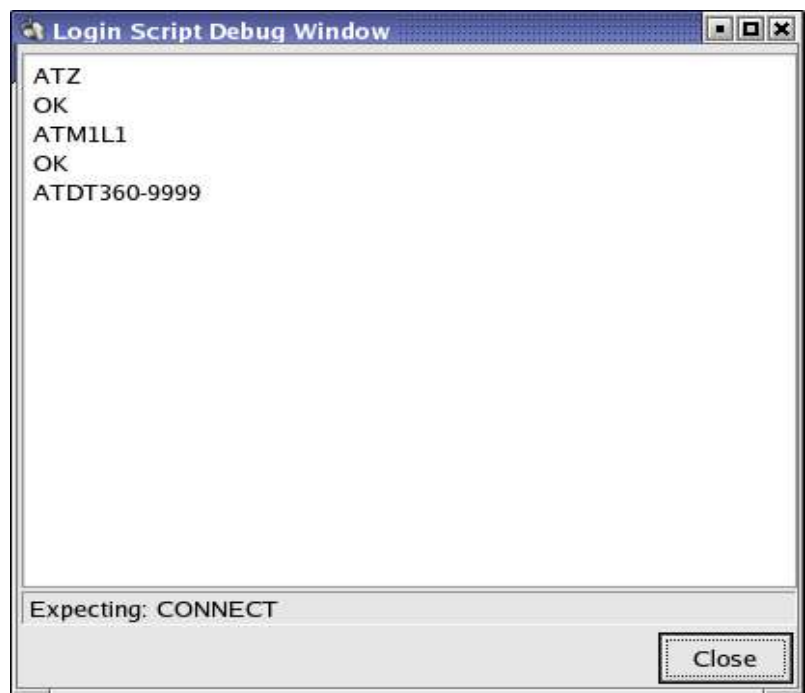 Login Script Debug Window
ATZ
OK
ATM1L1
OK
ATDT360-9999
Expecting: CONNECT
Close